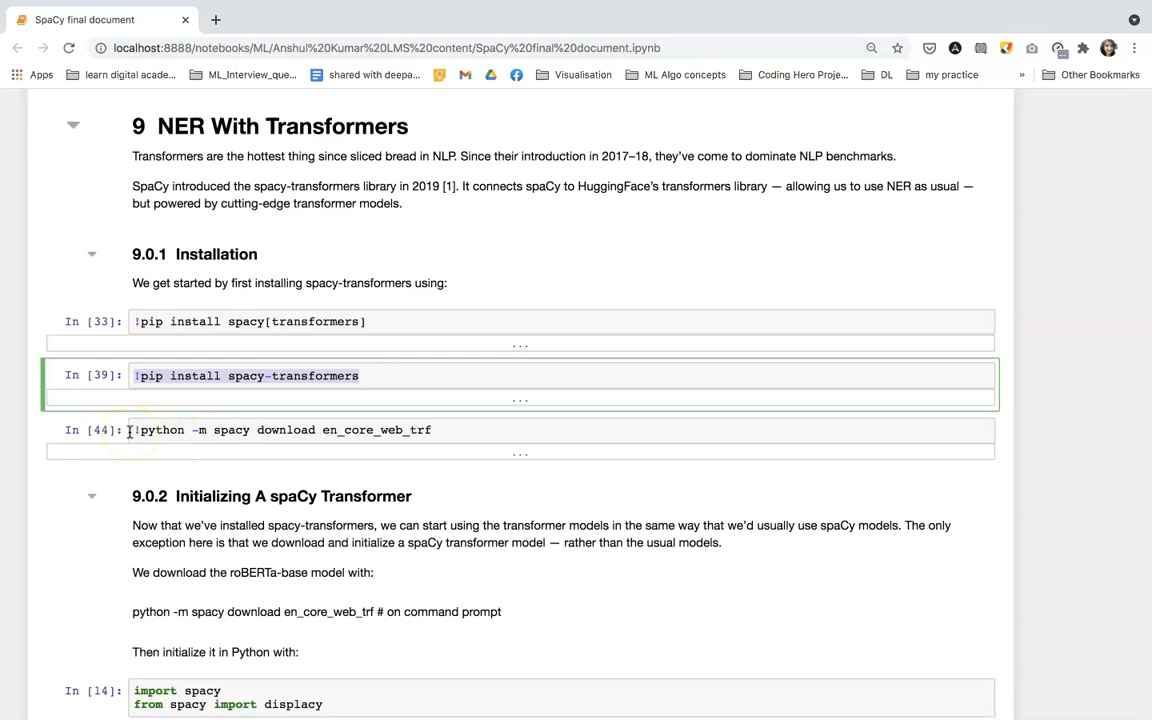 SpaCy final document
localhost:8888/notebooks/ML/Anshul%20Kumar%20LMS%20content/SpaCy%20final%20document.ipynb
Apps learn digital acade... ML_Interview_que... shared with deepa... Visualisation ML Algo concepts Coding Hero Proje... DL my practice » Other Bookmarks
9 NER With Transformers
Transformers are the hottest thing since sliced bread in NLP. Since their introduction in 2017–18, they've come to dominate NLP benchmarks.
SpaCy introduced the spacy-transformers library in 2019 [1]. It connects spaCy to HuggingFace's transformers library — allowing us to use NER as usual —
but powered by cutting-edge transformer models.
9.0.1 Installation
We get started by first installing spacy-transformers using:
In [33]: !pip install spacy[transformers]
...
In [39]: !pip install spacy-transformers
...
In [44]: !python -m spacy download en_core_web_trf
...
9.0.2 Initializing A spaCy Transformer
Now that we've installed spacy-transformers, we can start using the transformer models in the same way that we'd usually use spaCy models. The only
exception here is that we download and initialize a spaCy transformer model — rather than the usual models.
We download the roBERTa-base model with:
python -m spacy download en_core_web_trf # on command prompt
Then initialize it in Python with:
In [14]: import spacy
from spacy import displacy